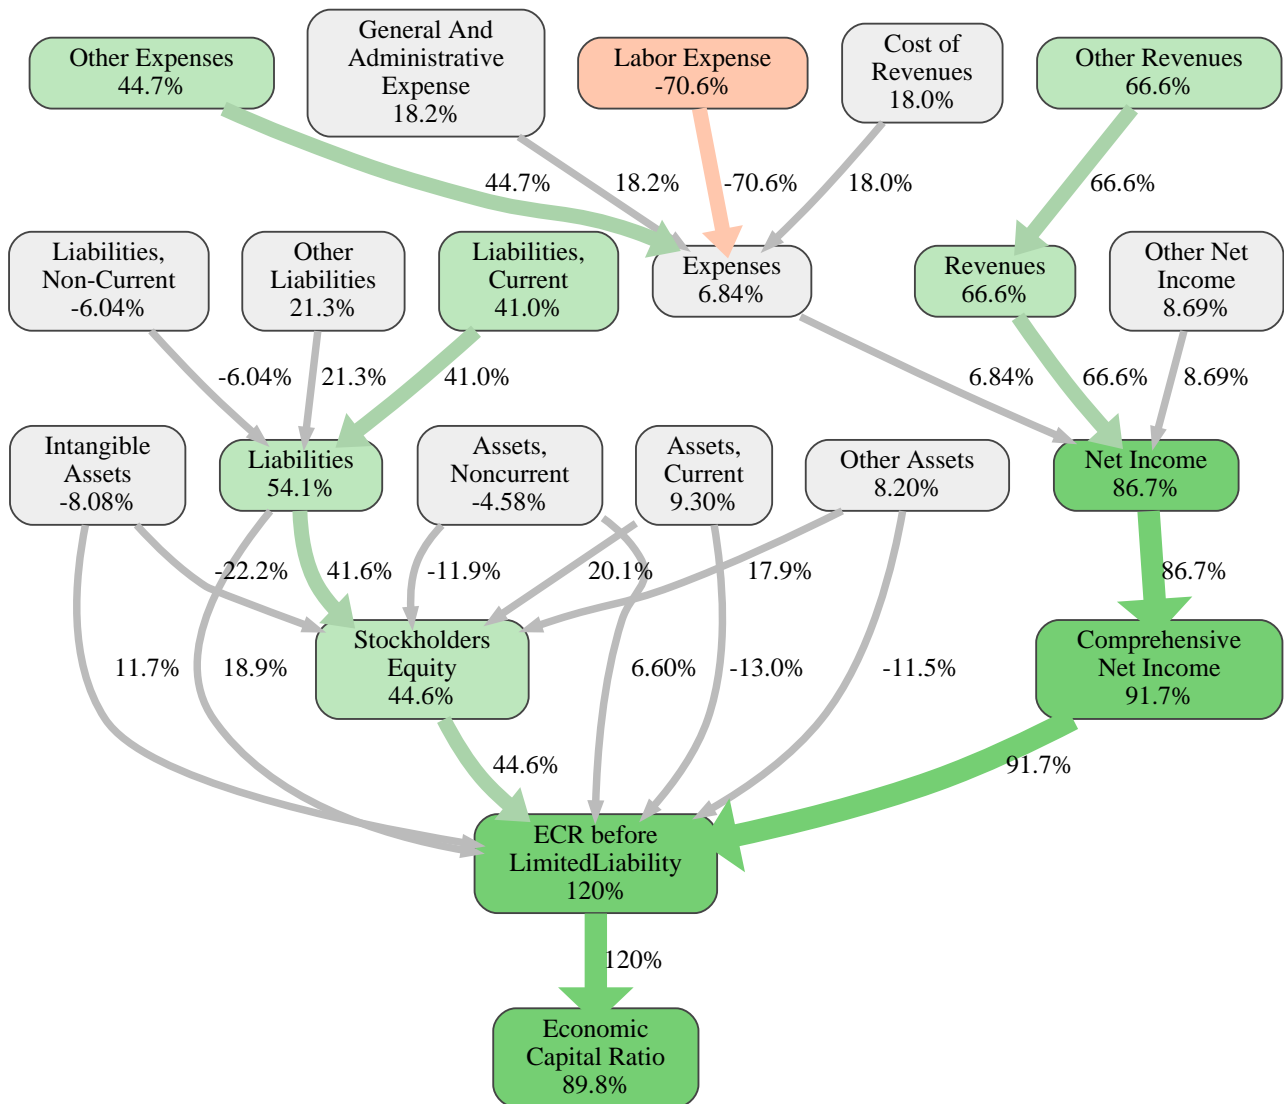 Other Expenses
44.7%
General And
Administrative
Expense
18.2%
Labor Expense
-70.6%
Cost of
Revenues
18.0%
Other Revenues
66.6%
44.7%
18.2%
-70.6%
18.0%
66.6%
Liabilities,
Non-Current
-6.04%
Other
Liabilities
21.3%
Liabilities,
Current
41.0%
Expenses
6.84%
Revenues
66.6%
Other Net
Income
8.69%
-6.04%
21.3%
41.0%
6.84%
66.6%
8.69%
Intangible
Assets
-8.08%
Liabilities
54.1%
Assets,
Noncurrent
-4.58%
Assets,
Current
9.30%
Other Assets
8.20%
Net Income
86.7%
-22.2%
41.6%
-11.9%
20.1%
17.9%
86.7%
Stockholders
Equity
44.6%
Comprehensive
Net Income
91.7%
11.7%
18.9%
6.60%
-13.0%
-11.5%
44.6%
91.7%
ECR before
LimitedLiability
120%
120%
Economic
Capital Ratio
89.8%